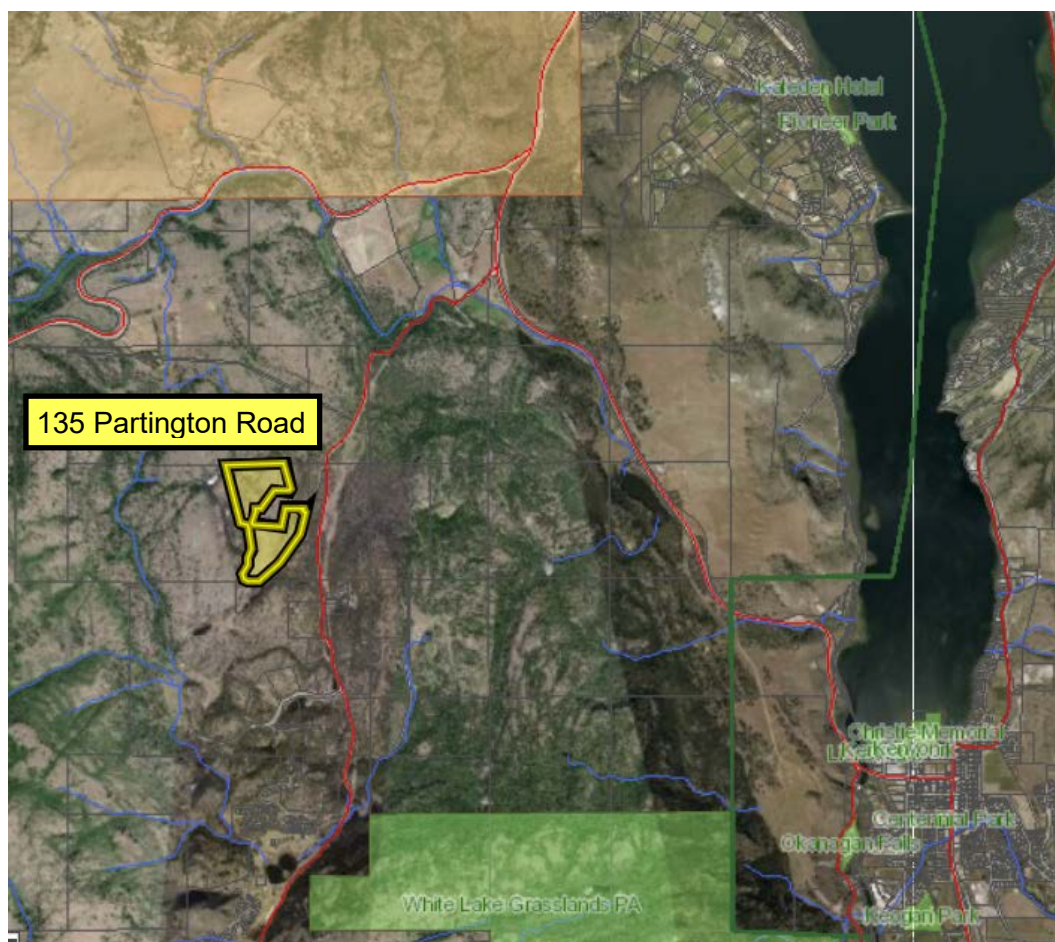 Kaleden Hotel
Pioneer Park
135 Partington Road
Christie Memorial
Centennial Park
Okanagan Falls
White Lake Grasslands PA
Keogan Park